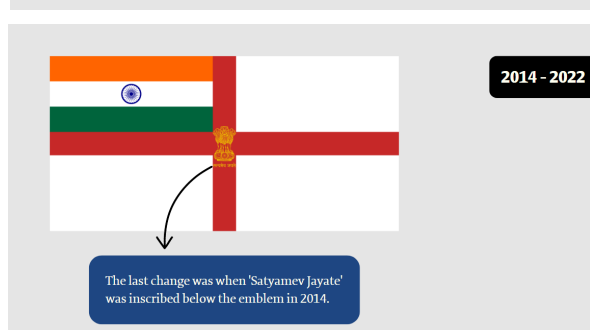 2014 - 2022
The last change was when 'Satyamev Jayate'
was inscribed below the emblem in 2014.